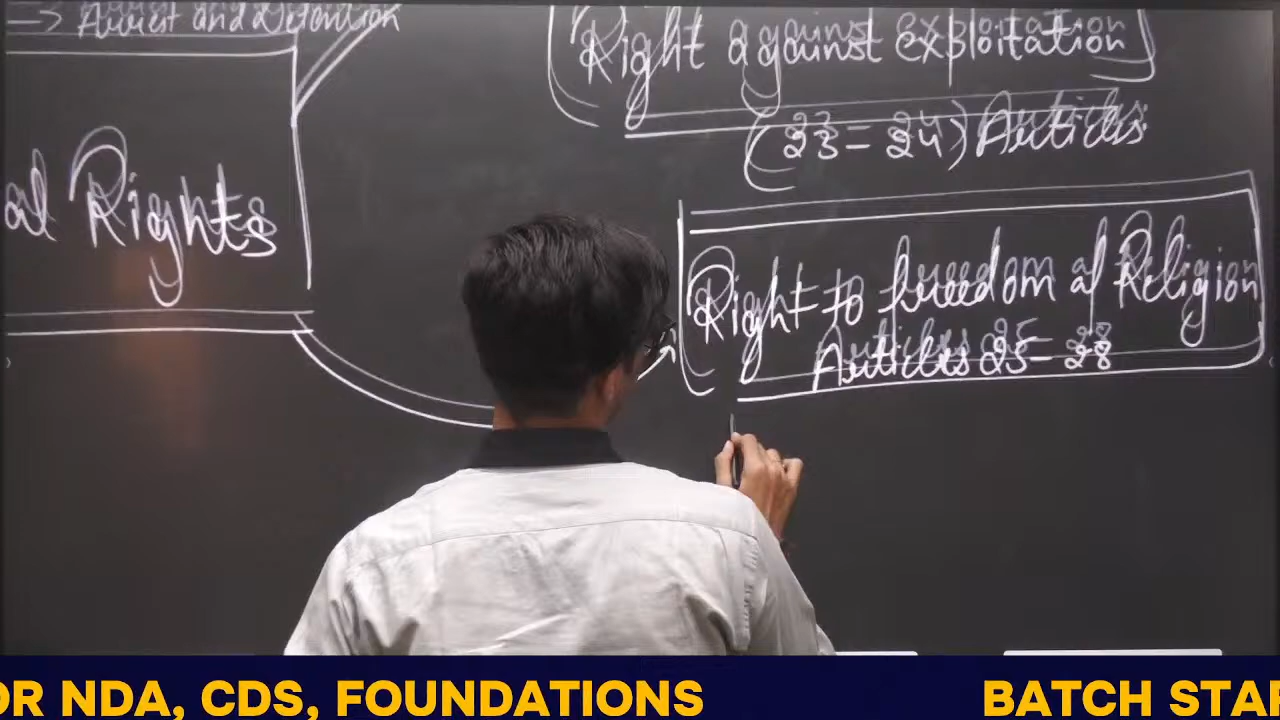 → Arrest and detention
Right against exploitation
(23 = 24) Articles
al Rights
Right to freedom of Religion
Articles 25 - 28
OR NDA, CDS, FOUNDATIONS
BATCH STAR